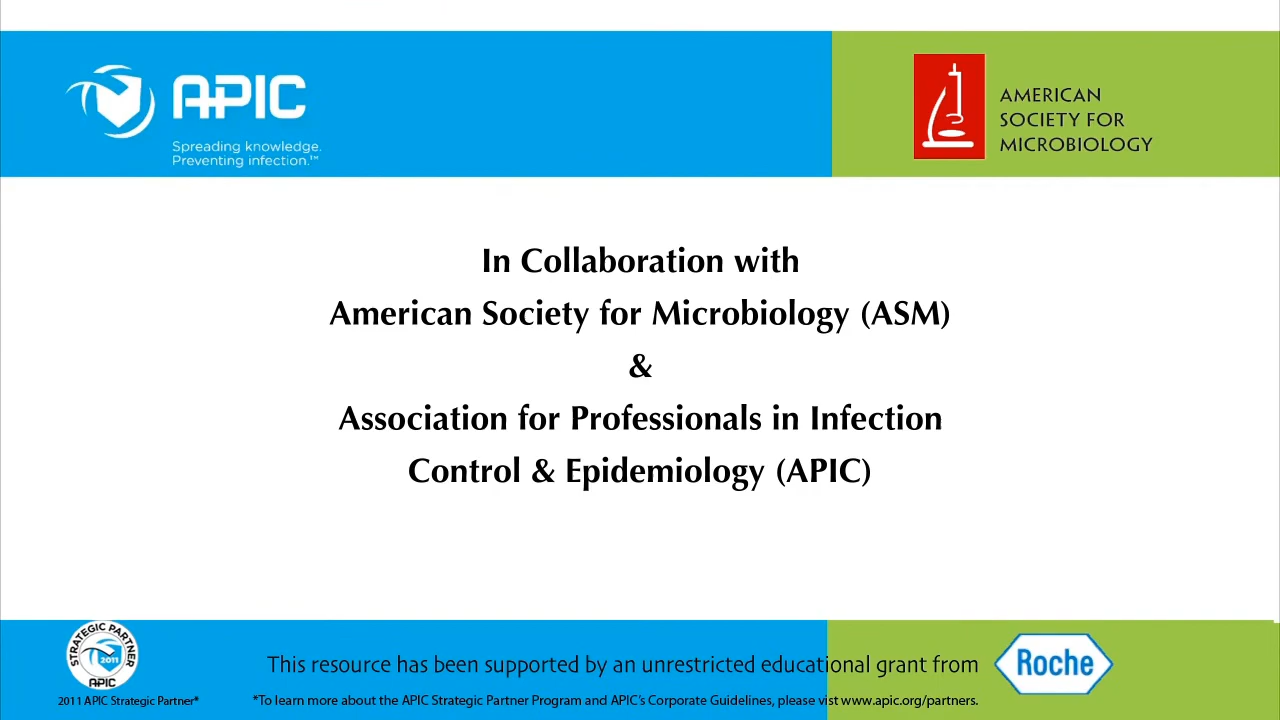 APIC
Spreading knowledge.
Preventing infection.™
AMERICAN
SOCIETY FOR
MICROBIOLOGY
In Collaboration with
American Society for Microbiology (ASM)
&
Association for Professionals in Infection
Control & Epidemiology (APIC)
STRATEGIC PARTNER
2011
APIC
2011 APIC Strategic Partner*
This resource has been supported by an unrestricted educational grant from
Roche
*To learn more about the APIC Strategic Partner Program and APIC's Corporate Guidelines, please vist www.apic.org/partners.